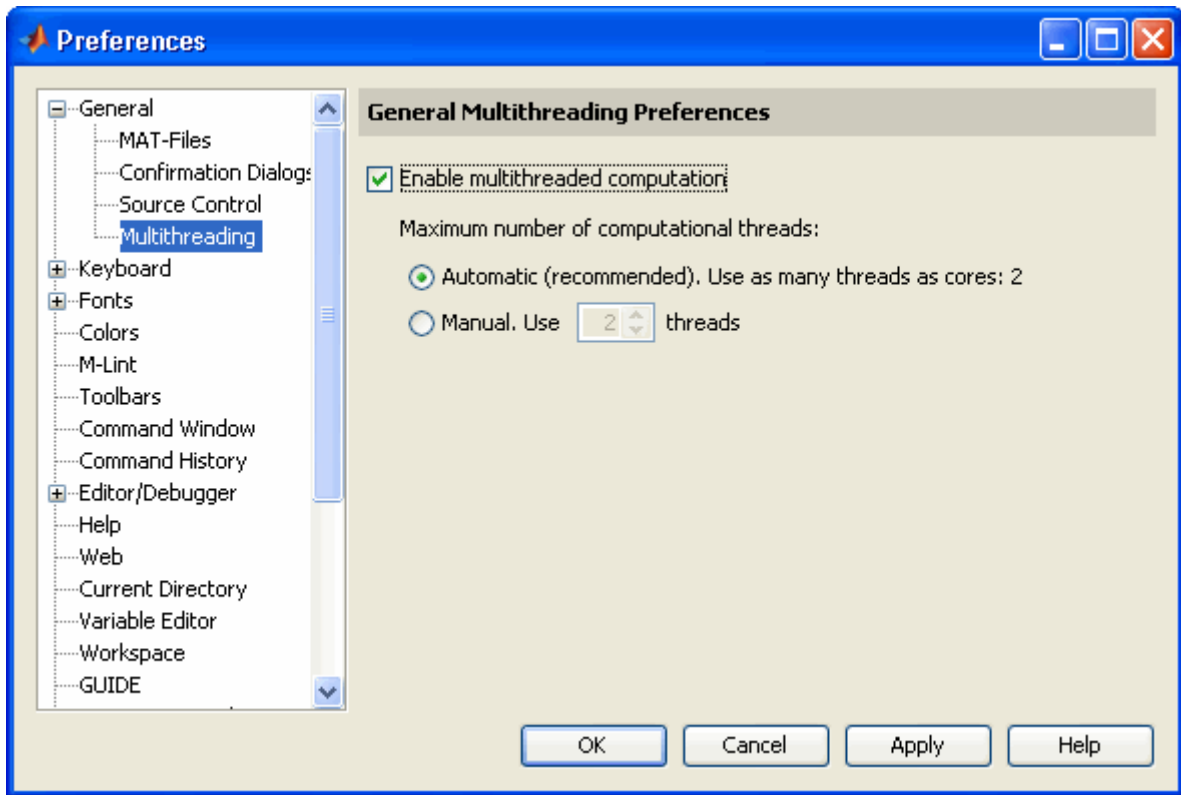 Preferences
General
MAT-Files
Confirmation Dialogs
Source Control
Multithreading
Keyboard
Fonts
Colors
M-Lint
Toolbars
Command Window
Command History
Editor/Debugger
Help
Web
Current Directory
Variable Editor
Workspace
GUIDE
General Multithreading Preferences
Enable multithreaded computation
Maximum number of computational threads:
Automatic (recommended). Use as many threads as cores: 2
Manual. Use 2 threads
OK Cancel Apply Help